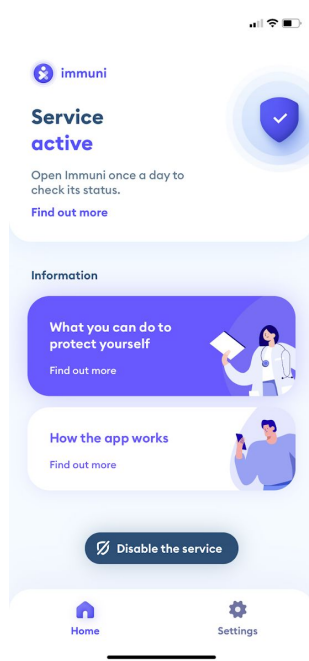 immuni
Service
active
Open Immuni once a day to
check its status.
Find out more
Information
What you can do to
protect yourself
Find out more
How the app works
Find out more
Disable the service
Home
Settings